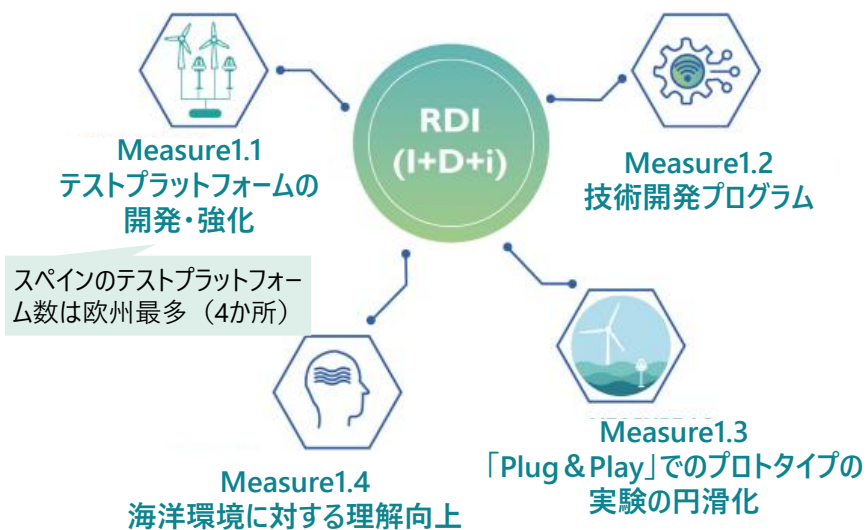 RDI
(I+D+i)
Measure1.1
テストプラットフォームの
開発・強化
スペインのテストプラットフォー
ム数は欧州最多（4か所）
Measure1.2
技術開発プログラム
Measure1.3
「Plug＆Play」でのプロトタイプの
実験の円滑化
Measure1.4
海洋環境に対する理解向上